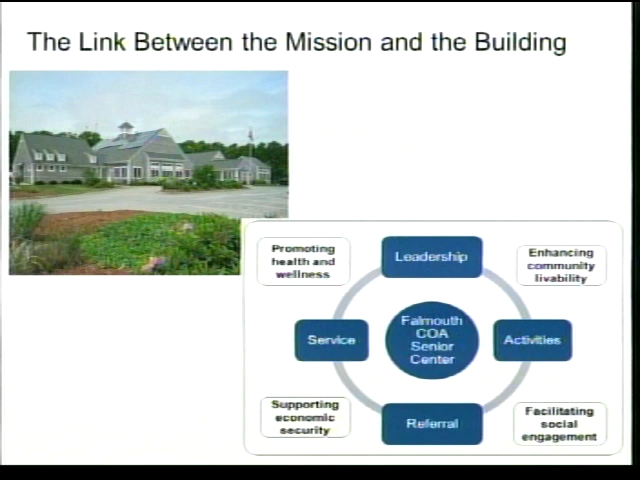 The Link Between the Mission and the Building
Promoting
health and
wellness
Leadership
Enhancing
community
livability
Service
Falmouth
COA
Senior
Center
Activities
Supporting
economic
security
Referral
Facilitating
social
engagement